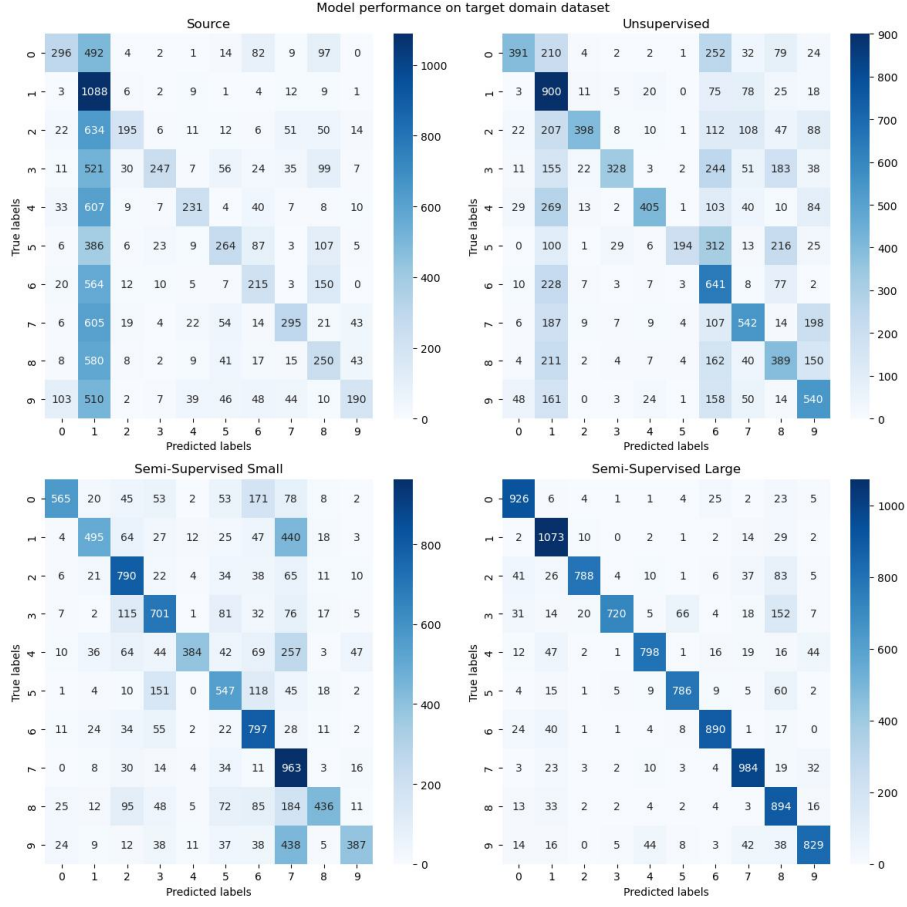 Model performance on target domain dataset
Source
0 296 492 4 2 1 14 82 9 97 0
1 3 1088 6 2 9 1 4 12 9 1
2 22 634 195 6 11 12 6 51 50 14
3 11 521 30 247 7 56 24 35 99 7
4 33 607 9 7 231 4 40 7 8 10
5 6 386 6 23 9 264 87 3 107 5
6 20 564 12 10 5 7 215 3 150 0
7 6 605 19 4 22 54 14 295 21 43
8 8 580 8 2 9 41 17 15 250 43
9 103 510 2 7 39 46 48 44 10 190
0 1 2 3 4 5 6 7 8 9
True labels
Predicted labels
1000
800
600
400
200
0
Unsupervised
0 391 210 4 2 2 1 252 32 79 24
1 3 900 11 5 20 0 75 78 25 18
2 22 207 398 8 10 1 112 108 47 88
3 11 155 22 328 3 2 244 51 183 38
4 29 269 13 2 405 1 103 40 10 84
5 0 100 1 29 6 194 312 13 216 25
6 10 228 7 3 7 3 641 8 77 2
7 6 187 9 7 9 4 107 542 14 198
8 4 211 2 4 7 4 162 40 389 150
9 48 161 0 3 24 1 158 50 14 540
0 1 2 3 4 5 6 7 8 9
True labels
Predicted labels
900
800
700
600
500
400
300
200
100
0
Semi-Supervised Small
0 565 20 45 53 2 53 171 78 8 2
1 4 495 64 27 12 25 47 440 18 3
2 6 21 790 22 4 34 38 65 11 10
3 7 2 115 701 1 81 32 76 17 5
4 10 36 64 44 384 42 69 257 3 47
5 1 4 10 151 0 547 118 45 18 2
6 11 24 34 55 2 22 797 28 11 2
7 0 8 30 14 4 34 11 963 3 16
8 25 12 95 48 5 72 85 184 436 11
9 24 9 12 38 11 37 38 438 5 387
0 1 2 3 4 5 6 7 8 9
True labels
Predicted labels
800
600
400
200
0
Semi-Supervised Large
0 926 6 4 1 1 4 25 2 23 5
1 2 1073 10 0 2 1 2 14 29 2
2 41 26 788 4 10 1 6 37 83 5
3 31 14 20 720 5 66 4 18 152 7
4 12 47 2 1 798 1 16 19 16 44
5 4 15 1 5 9 786 9 5 60 2
6 24 40 1 1 4 8 890 1 17 0
7 3 23 3 2 10 3 4 984 19 32
8 13 33 2 2 4 2 4 3 894 16
9 14 16 0 5 44 8 3 42 38 829
0 1 2 3 4 5 6 7 8 9
True labels
Predicted labels
1000
800
600
400
200
0